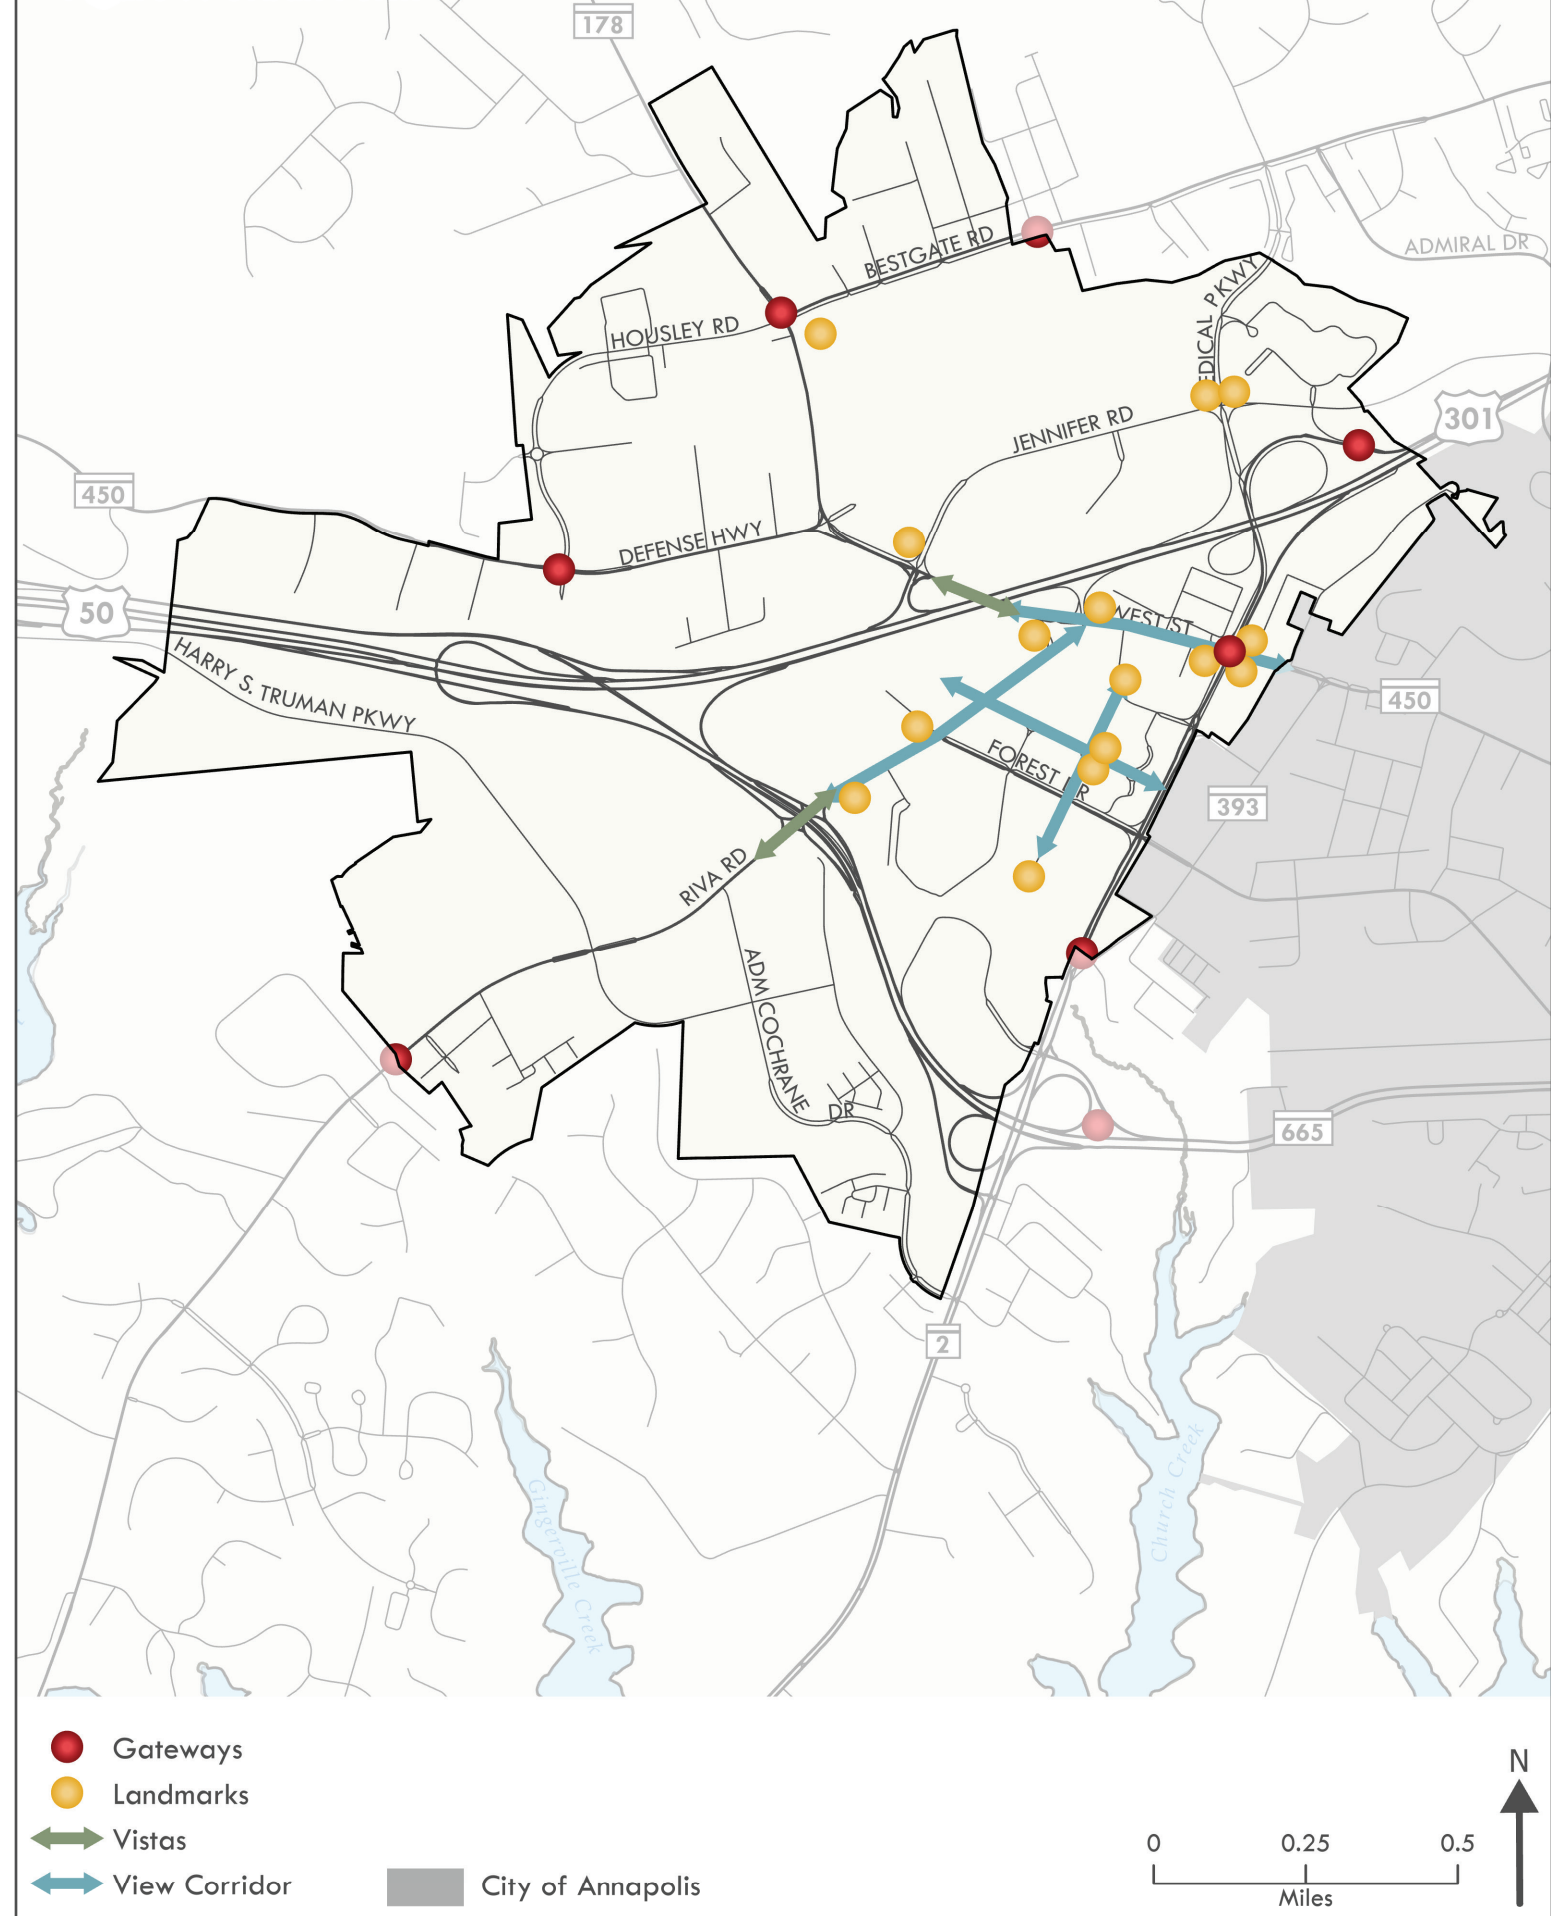 178
ADMIRAL DR
BESTGATE RD
EDICAL PKWY
HOUSLEY RD
301
JENNIFER RD
450
DEFENSE HWY
50
WEST ST
HARRY S. TRUMAN PKWY
450
FOREST DR
393
RIVA RD
ADM COCHRANE
DR
665
2
Church Creek
Gingerville Creek
Gateways
Landmarks
Vistas
View Corridor
City of Annapolis
N
0 0.25 0.5
Miles